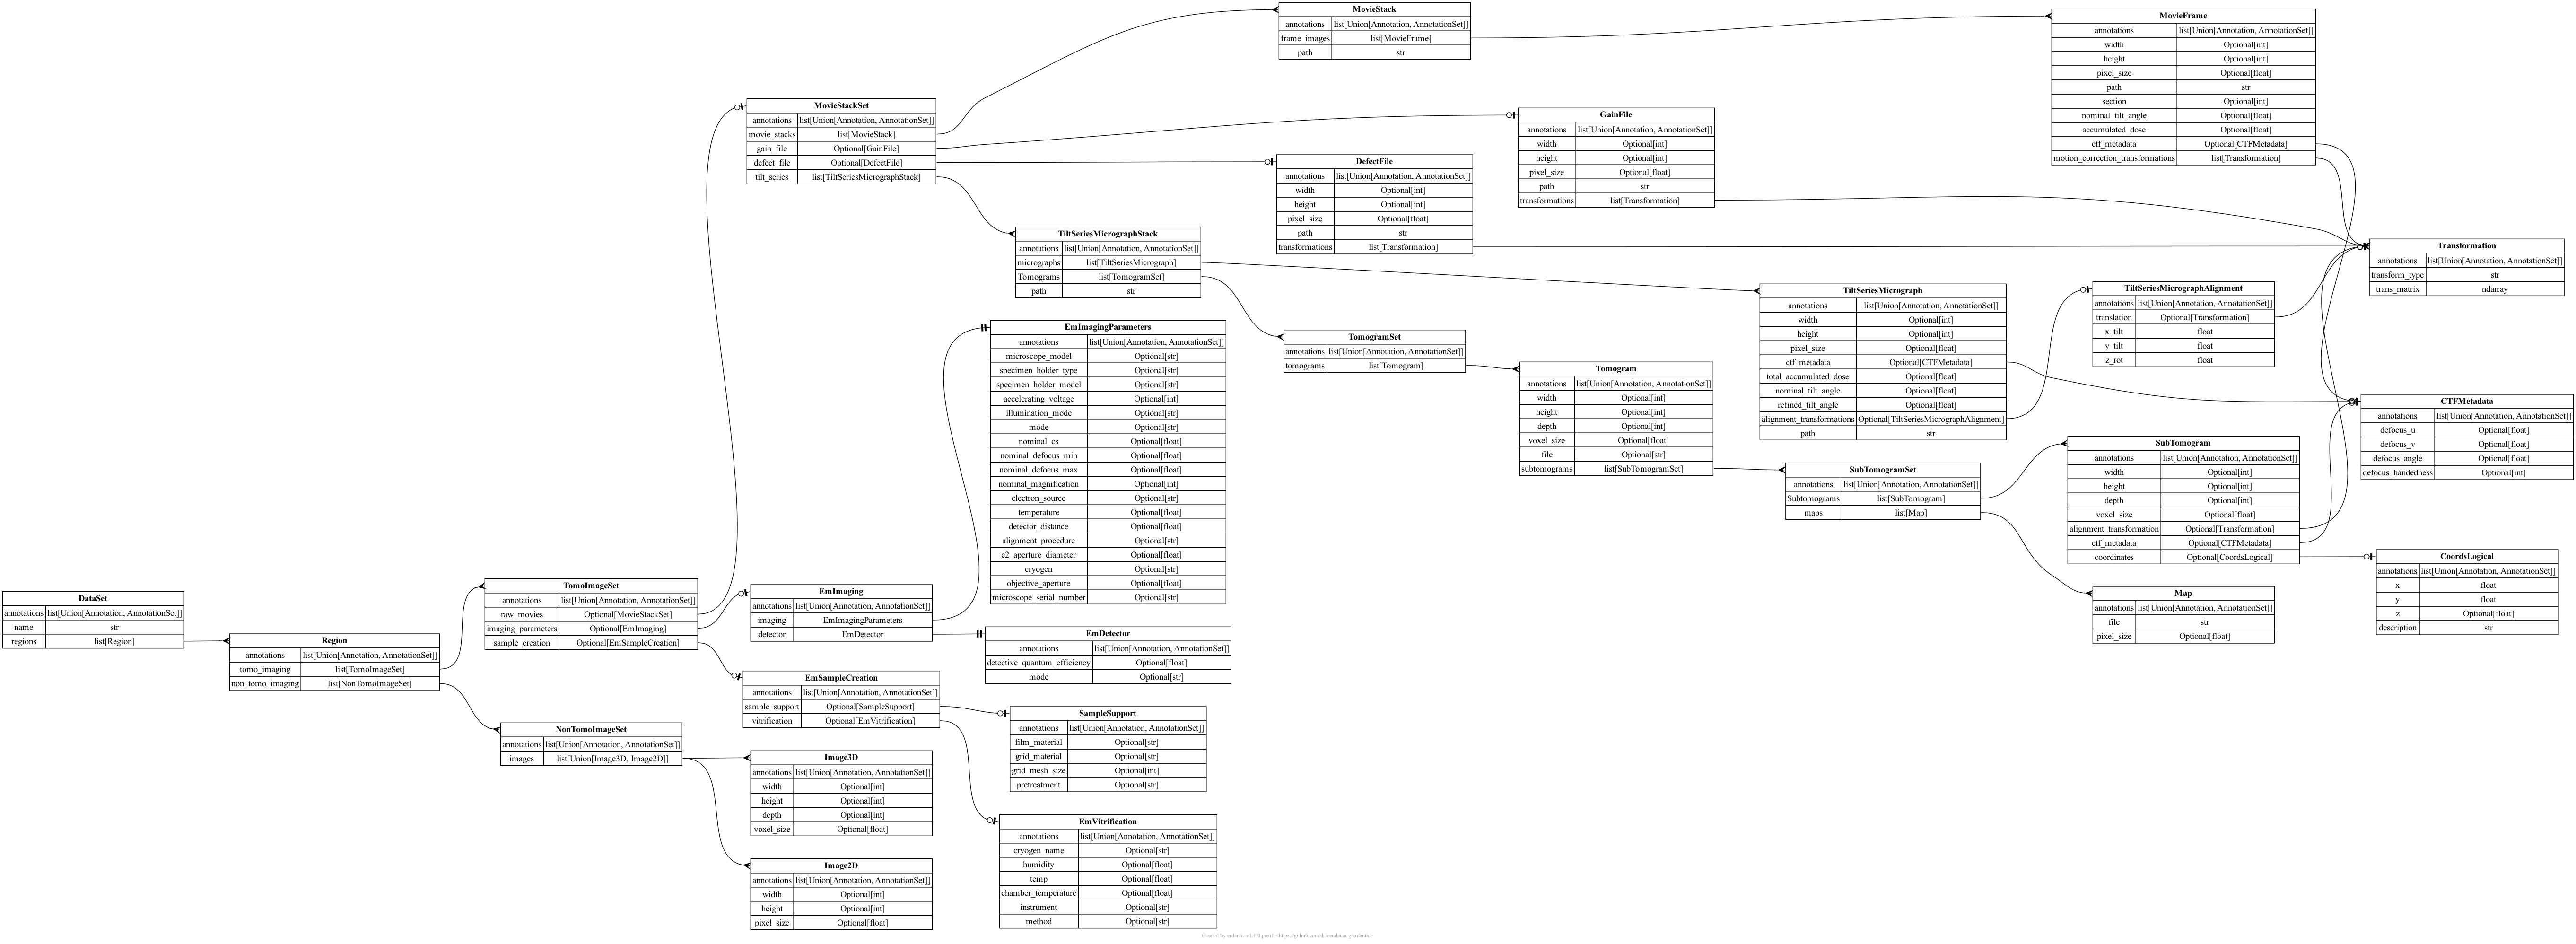 MovieStack
annotations list[Union[Annotation, AnnotationSet]]
frame_images list[MovieFrame]
path str
MovieFrame
annotations list[Union[Annotation, AnnotationSet]]
width Optional[int]
height Optional[int]
pixel_size Optional[float]
path str
section Optional[int]
nominal_tilt_angle Optional[float]
accumulated_dose Optional[float]
ctf_metadata Optional[CTFMetadata]
motion_correction_transformations list[Transformation]
MovieStackSet
annotations list[Union[Annotation, AnnotationSet]]
movie_stacks list[MovieStack]
gain_file Optional[GainFile]
defect_file Optional[DefectFile]
tilt_series list[TiltSeriesMicrographStack]
GainFile
annotations list[Union[Annotation, AnnotationSet]]
width Optional[int]
height Optional[int]
pixel_size Optional[float]
path str
transformations list[Transformation]
DefectFile
annotations list[Union[Annotation, AnnotationSet]]
width Optional[int]
height Optional[int]
pixel_size Optional[float]
path str
transformations list[Transformation]
TiltSeriesMicrographStack
annotations list[Union[Annotation, AnnotationSet]]
micrographs list[TiltSeriesMicrograph]
Tomograms list[TomogramSet]
path str
Transformation
annotations list[Union[Annotation, AnnotationSet]]
transform_type str
trans_matrix ndarray
TiltSeriesMicrograph
annotations list[Union[Annotation, AnnotationSet]]
width Optional[int]
height Optional[int]
pixel_size Optional[float]
ctf_metadata Optional[CTFMetadata]
total_accumulated_dose Optional[float]
nominal_tilt_angle Optional[float]
refined_tilt_angle Optional[float]
alignment_transformations Optional[TiltSeriesMicrographAlignment]
path str
TiltSeriesMicrographAlignment
annotations list[Union[Annotation, AnnotationSet]]
translation Optional[Transformation]
x_tilt float
y_tilt float
z_rot float
EmImagingParameters
annotations list[Union[Annotation, AnnotationSet]]
microscope_model Optional[str]
specimen_holder_type Optional[str]
specimen_holder_model Optional[str]
accelerating_voltage Optional[int]
illumination_mode Optional[str]
mode Optional[str]
nominal_cs Optional[float]
nominal_defocus_min Optional[float]
nominal_defocus_max Optional[float]
nominal_magnification Optional[int]
electron_source Optional[str]
temperature Optional[float]
detector_distance Optional[float]
alignment_procedure Optional[str]
c2_aperture_diameter Optional[float]
cryogen Optional[str]
objective_aperture Optional[float]
microscope_serial_number Optional[str]
TomogramSet
annotations list[Union[Annotation, AnnotationSet]]
tomograms list[Tomogram]
Tomogram
annotations list[Union[Annotation, AnnotationSet]]
width Optional[int]
height Optional[int]
depth Optional[int]
voxel_size Optional[float]
file Optional[str]
subtomograms list[SubTomogramSet]
CTFMetadata
annotations list[Union[Annotation, AnnotationSet]]
defocus_u Optional[float]
defocus_v Optional[float]
defocus_angle Optional[float]
defocus_handedness Optional[int]
SubTomogramSet
annotations list[Union[Annotation, AnnotationSet]]
Subtomograms list[SubTomogram]
maps list[Map]
SubTomogram
annotations list[Union[Annotation, AnnotationSet]]
width Optional[int]
height Optional[int]
depth Optional[int]
voxel_size Optional[float]
alignment_transformation Optional[Transformation]
ctf_metadata Optional[CTFMetadata]
coordinates Optional[CoordsLogical]
CoordsLogical
annotations list[Union[Annotation, AnnotationSet]]
x float
y float
z Optional[float]
description str
Map
annotations list[Union[Annotation, AnnotationSet]]
file str
pixel_size Optional[float]
DataSet
annotations list[Union[Annotation, AnnotationSet]]
name str
regions list[Region]
Region
annotations list[Union[Annotation, AnnotationSet]]
tomo_imaging list[TomoImageSet]
non_tomo_imaging list[NonTomoImageSet]
TomoImageSet
annotations list[Union[Annotation, AnnotationSet]]
raw_movies Optional[MovieStackSet]
imaging_parameters Optional[EmImaging]
sample_creation Optional[EmSampleCreation]
EmImaging
annotations list[Union[Annotation, AnnotationSet]]
imaging EmImagingParameters
detector EmDetector
EmDetector
annotations list[Union[Annotation, AnnotationSet]]
detective_quantum_efficiency Optional[float]
mode Optional[str]
EmSampleCreation
annotations list[Union[Annotation, AnnotationSet]]
sample_support Optional[SampleSupport]
vitrification Optional[EmVitrification]
SampleSupport
annotations list[Union[Annotation, AnnotationSet]]
film_material Optional[str]
grid_material Optional[str]
grid_mesh_size Optional[int]
pretreatment Optional[str]
NonTomoImageSet
annotations list[Union[Annotation, AnnotationSet]]
images list[Union[Image3D, Image2D]]
Image3D
annotations list[Union[Annotation, AnnotationSet]]
width Optional[int]
height Optional[int]
depth Optional[int]
voxel_size Optional[float]
EmVitrification
annotations list[Union[Annotation, AnnotationSet]]
cryogen_name Optional[str]
humidity Optional[float]
temp Optional[float]
chamber_temperature Optional[float]
instrument Optional[str]
method Optional[str]
Image2D
annotations list[Union[Annotation, AnnotationSet]]
width Optional[int]
height Optional[int]
pixel_size Optional[float]
Created by erdantic